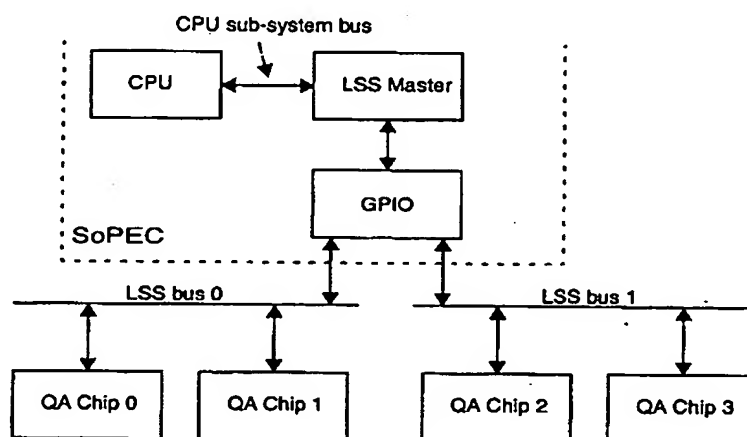 CPU sub-system bus
CPU
LSS Master
GPIO
SoPEC
LSS bus 0
LSS bus 1
QA Chip 0
QA Chip 1
QA Chip 2
QA Chip 3